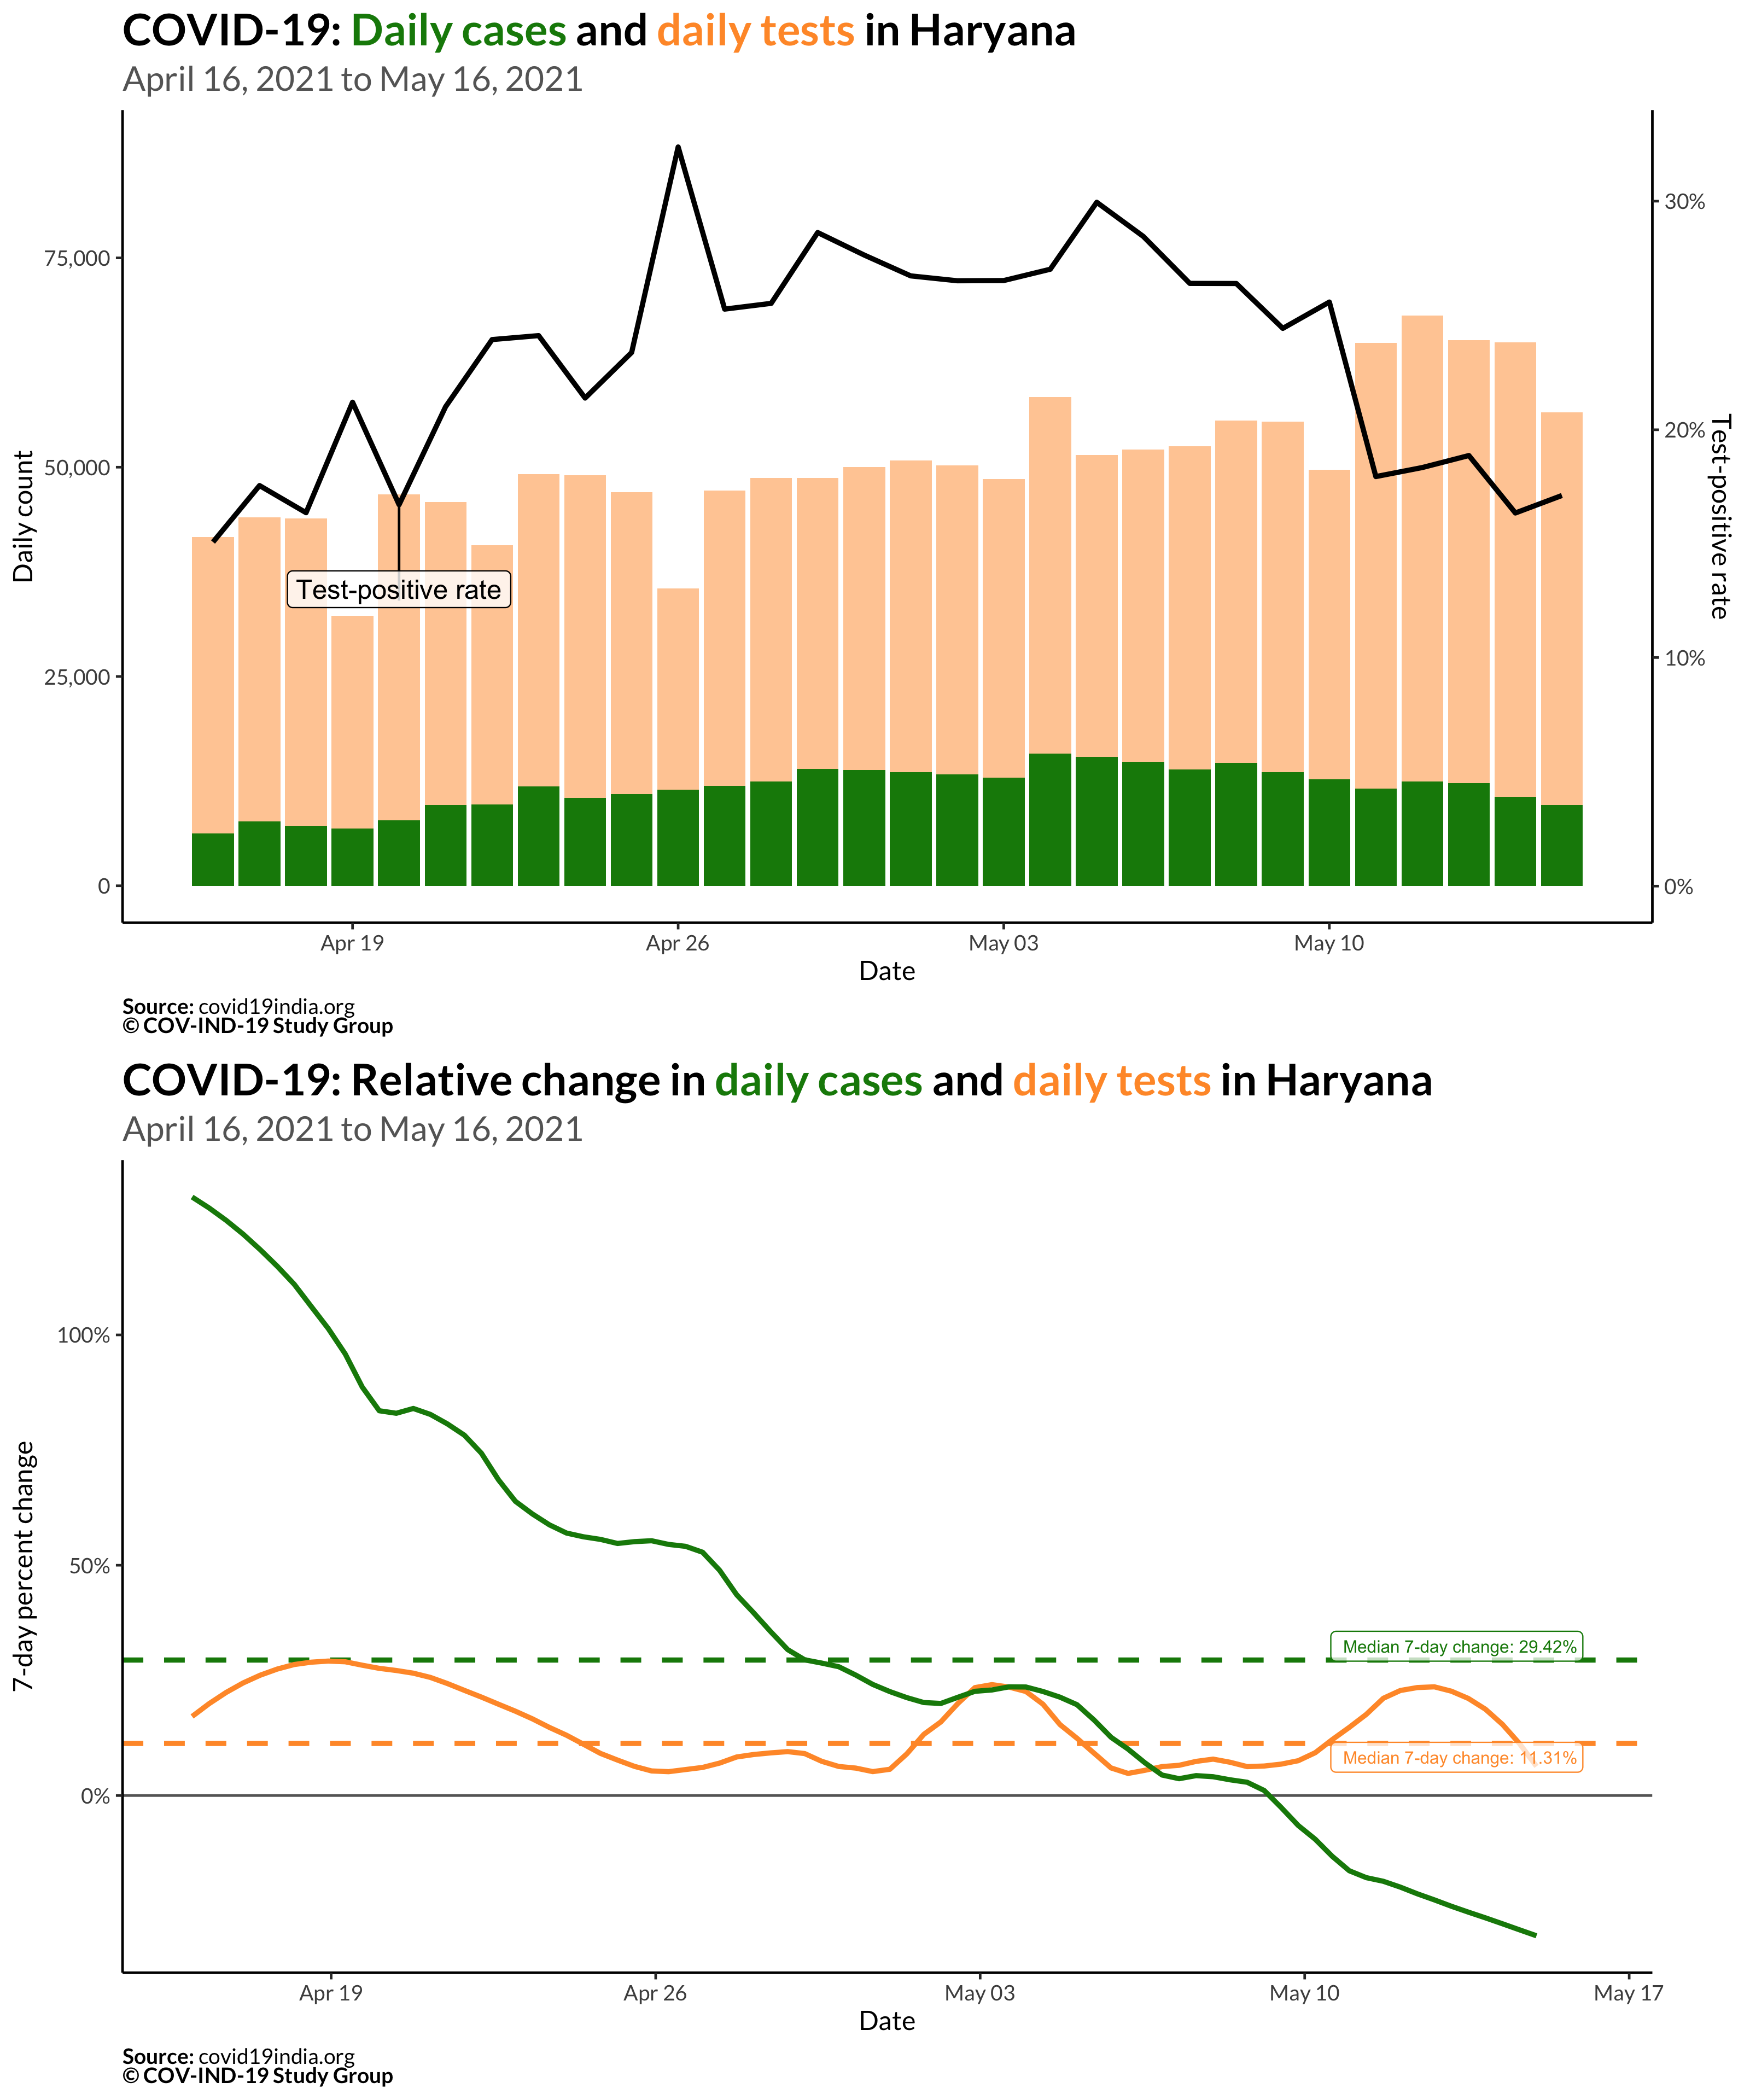 COVID-19: Daily cases and daily tests in Haryana
April 16, 2021 to May 16, 2021
75,000
50,000
25,000
0
Daily count
30%
20%
10%
0%
Test-positive rate
Test-positive rate
Apr 19
Apr 26
May 03
May 10
Date
Source: covid19india.org
© COV-IND-19 Study Group
COVID-19: Relative change in daily cases and daily tests in Haryana
April 16, 2021 to May 16, 2021
100%
50%
0%
7-day percent change
Median 7-day change: 29.42%
Median 7-day change: 11.31%
Apr 19
Apr 26
May 03
May 10
May 17
Date
Source: covid19india.org
© COV-IND-19 Study Group